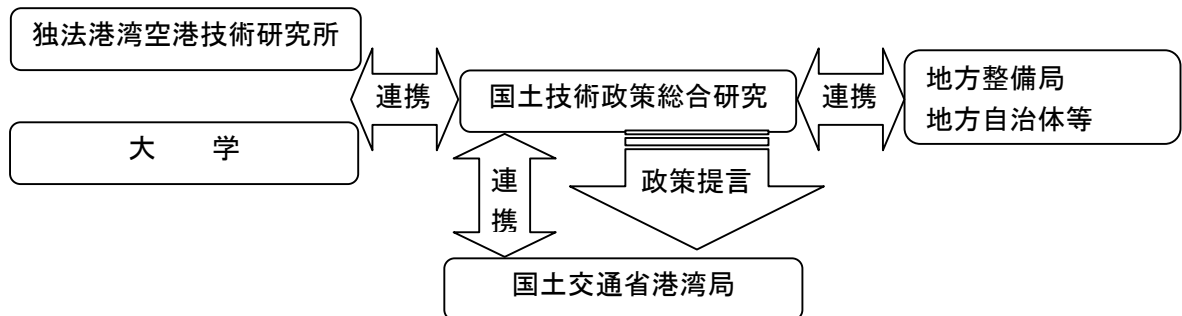 独法港湾空港技術研究所
大　　学
連携
国土技術政策総合研究
連携
地方整備局
地方自治体等
連
携
政策提言
国土交通省港湾局